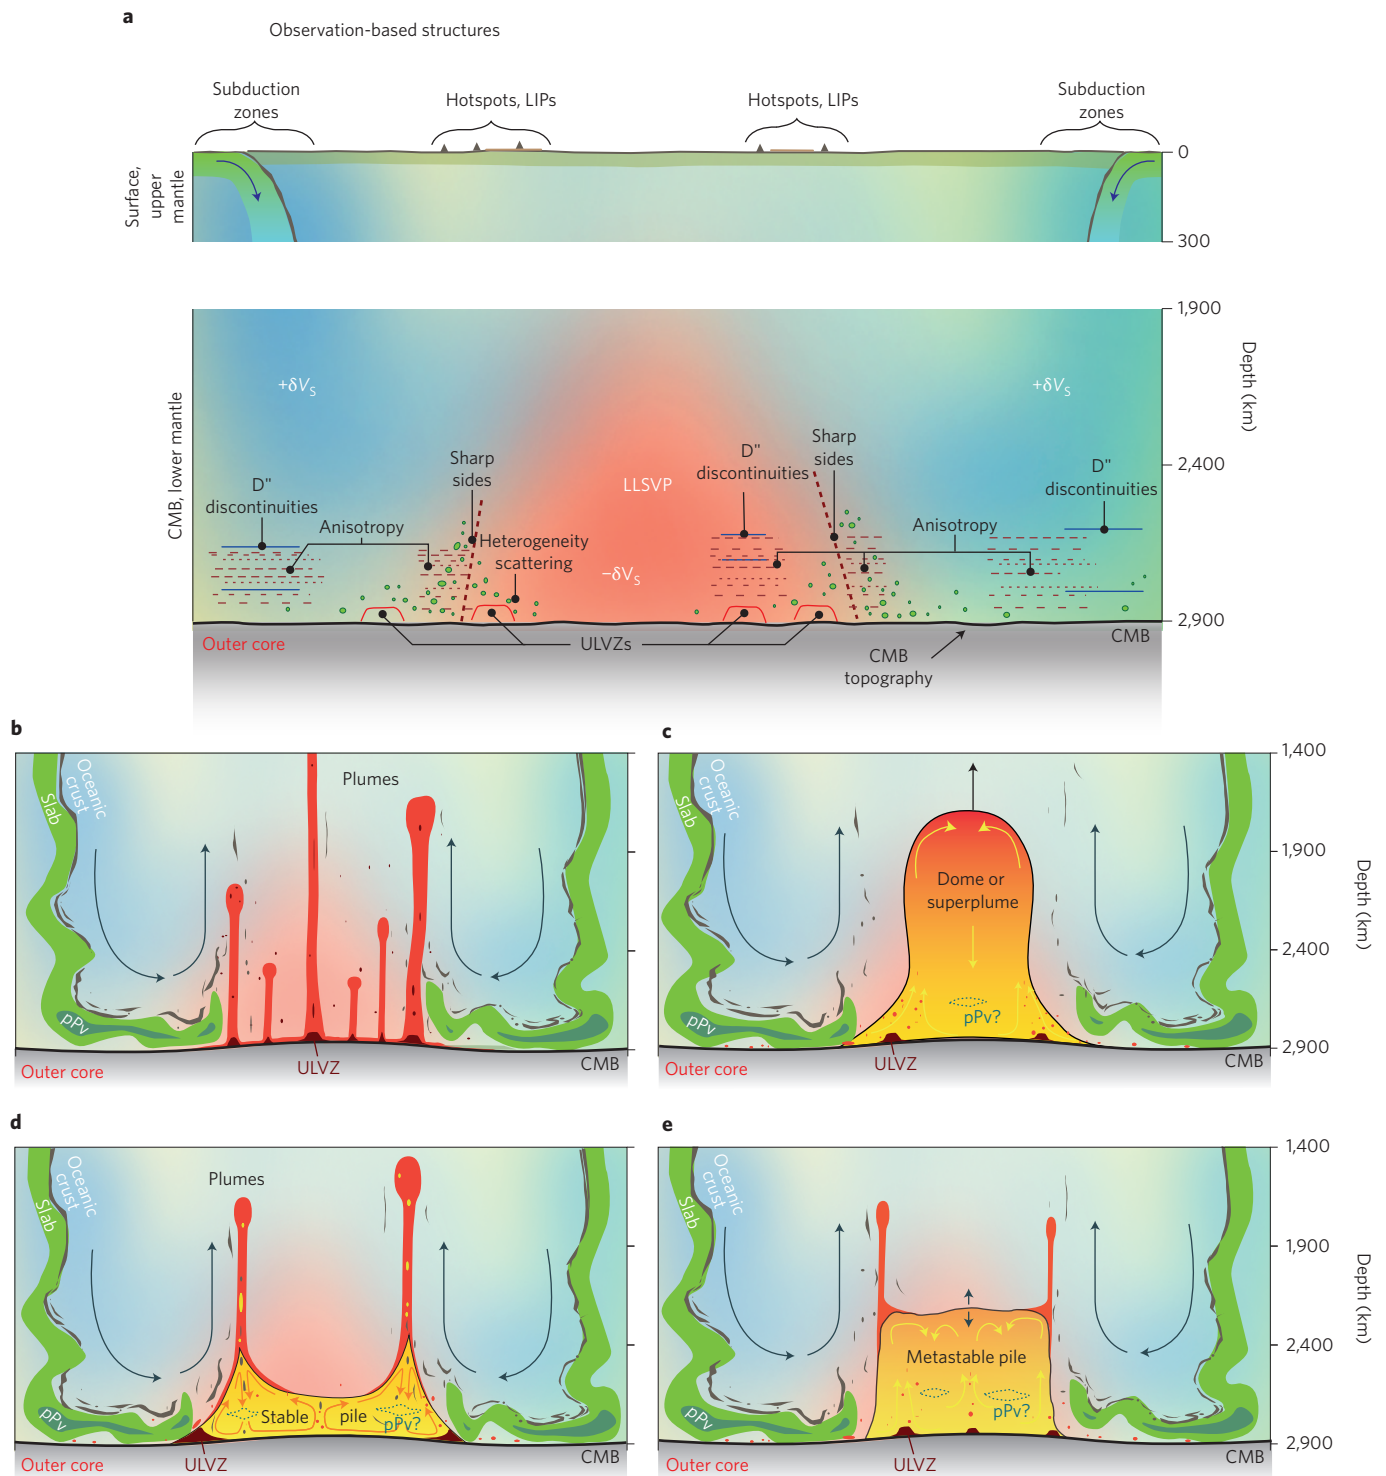 a
Observation-based structures
Subduction
zones
Hotspots, LIPs
Hotspots, LIPs
Subduction
zones
Surface,
upper
mantle
0
300
1,900
2,400
2,900
Depth (km)
CMB, lower mantle
+δVS
+δVS
Sharp
sides
Sharp
sides
D"
discontinuities
D"
discontinuities
D"
discontinuities
LLSVP
Anisotropy
Anisotropy
Heterogeneity
scattering
−δVS
Outer core
ULVZs
CMB
CMB
topography
b
Slab
Oceanic
crust
Plumes
pPv
Outer core
ULVZ
CMB
c
Slab
Oceanic
crust
Dome or
superplume
pPv
pPv?
Outer core
ULVZ
CMB
1,400
1,900
2,400
2,900
Depth (km)
d
Slab
Oceanic
crust
Plumes
pPv
Stable pile
pPv?
Outer core
ULVZ
CMB
e
Slab
Oceanic
crust
Metastable pile
pPv
pPv?
Outer core
ULVZ
CMB
1,400
1,900
2,400
2,900
Depth (km)